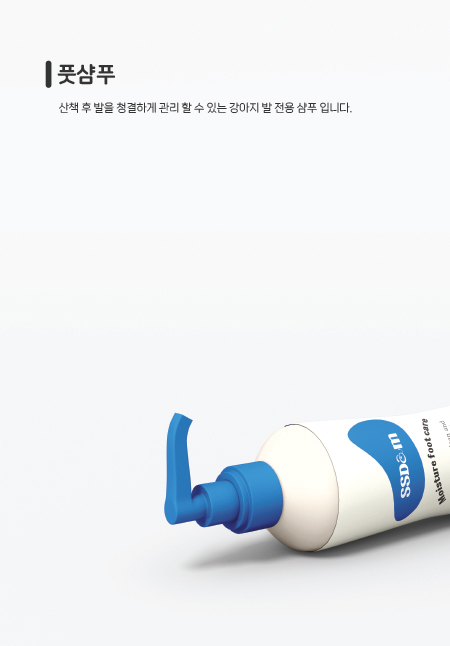 풋샴푸
산책 후 발을 청결하게 관리 할 수 있는 강아지 발 전용 샴푸 입니다.
SSDom
Moisture foot care